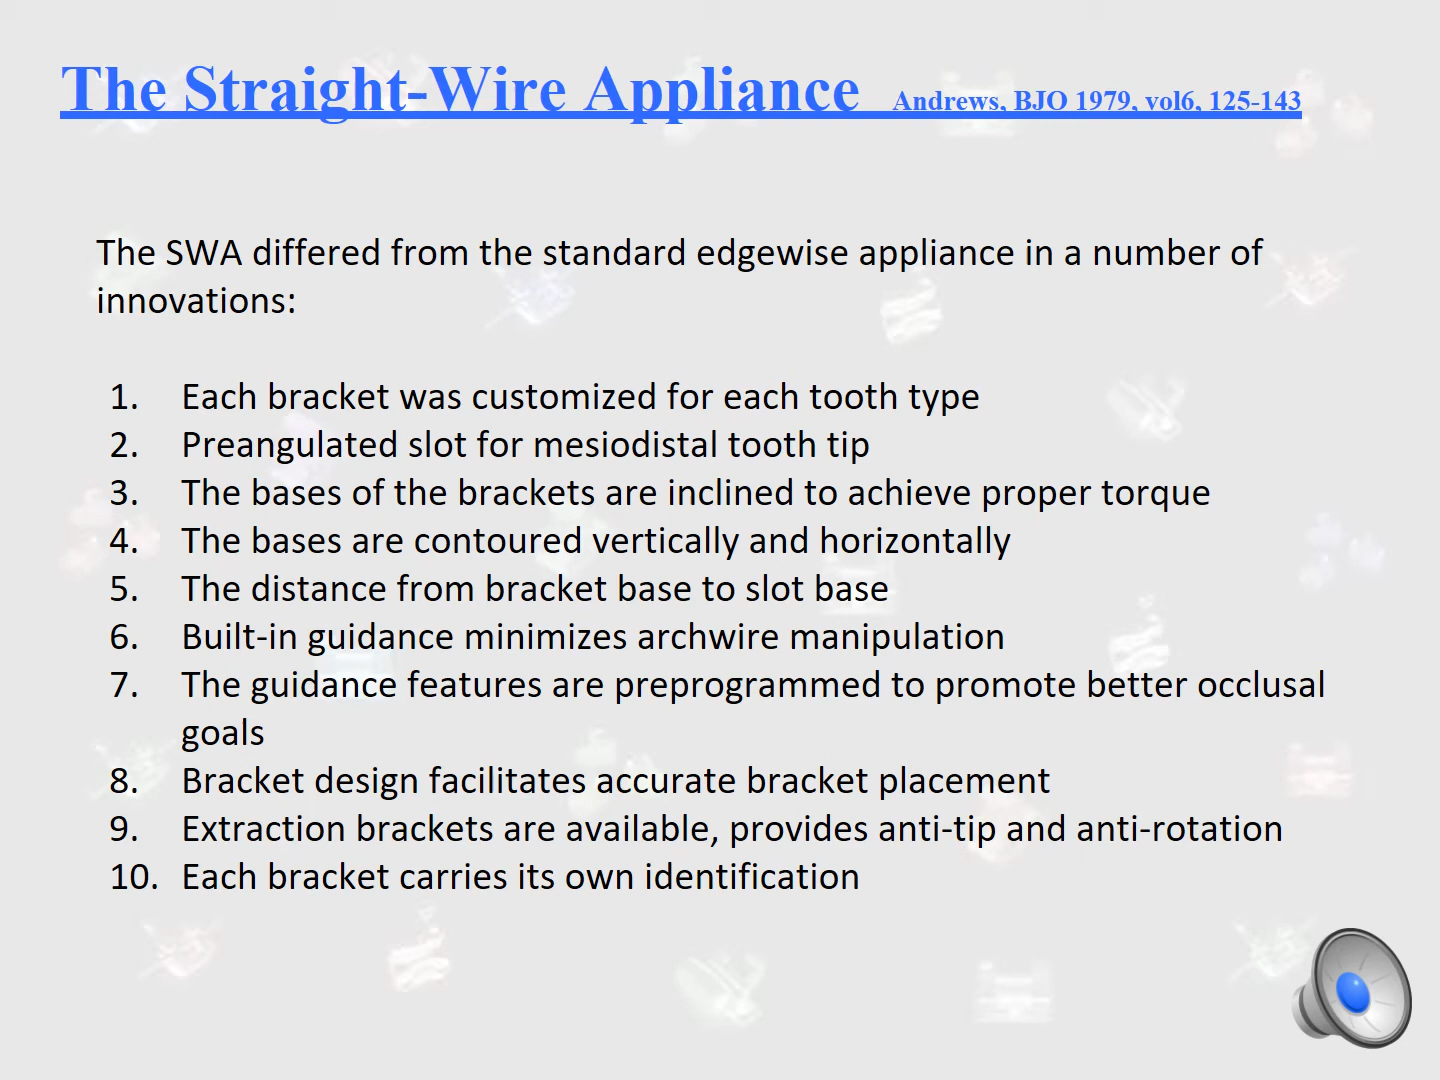 The Straight-Wire Appliance Andrews, BJO 1979, vol6, 125-143
The SWA differed from the standard edgewise appliance in a number of
innovations:
1. Each bracket was customized for each tooth type
2. Preangulated slot for mesiodistal tooth tip
3. The bases of the brackets are inclined to achieve proper torque
4. The bases are contoured vertically and horizontally
5. The distance from bracket base to slot base
6. Built-in guidance minimizes archwire manipulation
7. The guidance features are preprogrammed to promote better occlusal
goals
8. Bracket design facilitates accurate bracket placement
9. Extraction brackets are available, provides anti-tip and anti-rotation
10. Each bracket carries its own identification